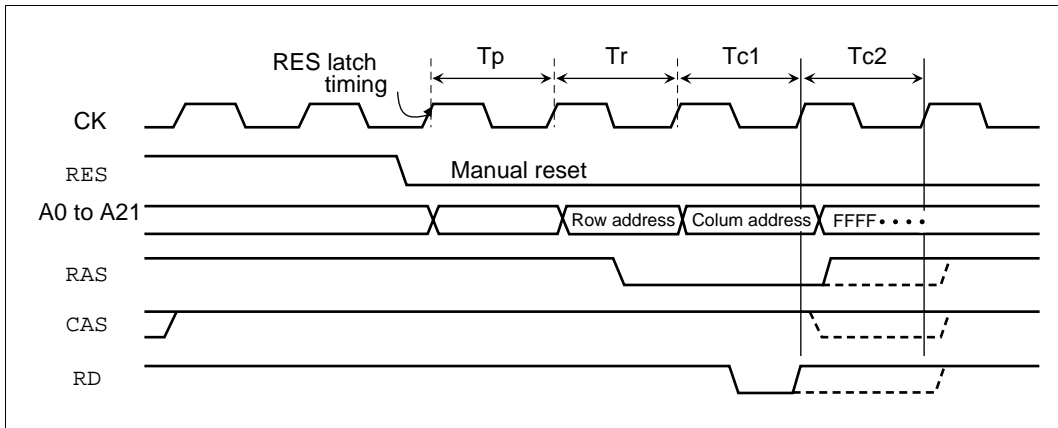 RES latch
timing
Tp
Tr
Tc1
Tc2
CK
RES
Manual reset
A0 to A21
Row address
Colum address
FFFF • • • •
RAS
CAS
RD